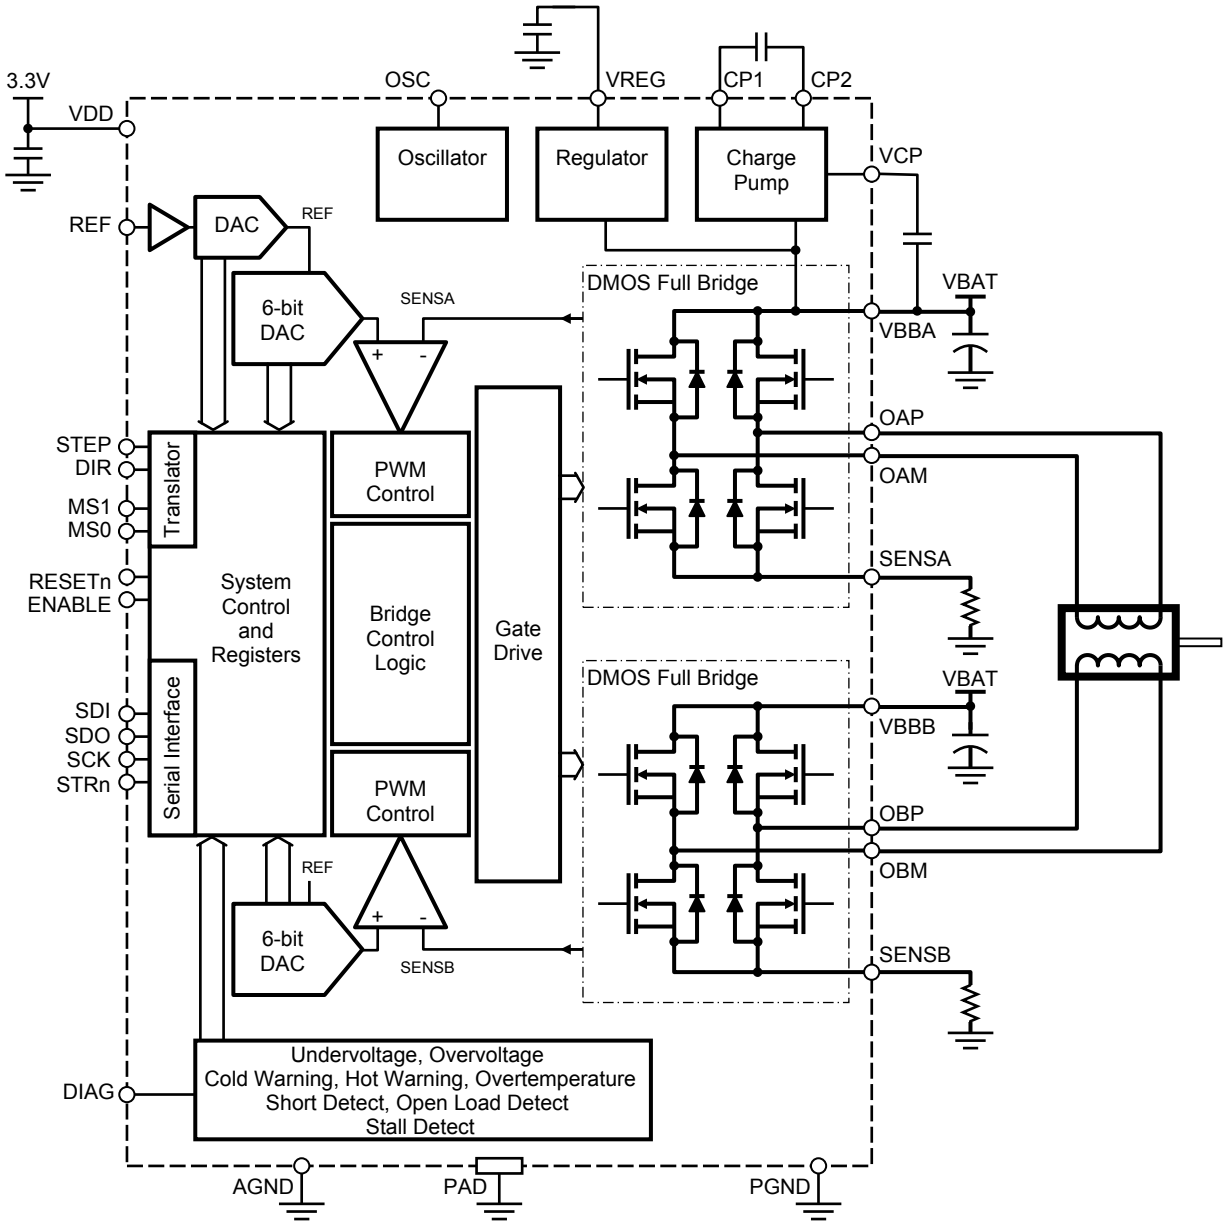 3.3V
VDD
OSC
VREG
CP1
CP2
Oscillator
Regulator
Charge
Pump
VCP
REF
DAC
REF
6-bit
DAC
SENSA
+
-
DMOS Full Bridge
VBAT
VBBA
OAP
OAM
SENSA
STEP
DIR
MS1
MS0
Translator
PWM
Control
RESETn
ENABLE
System
Control
and
Registers
Bridge
Control
Logic
Gate
Drive
DMOS Full Bridge
VBAT
VBBB
SDI
SDO
SCK
STRn
Serial Interface
PWM
Control
OBP
OBM
REF
6-bit
DAC
+
-
SENSB
SENSB
Undervoltage, Overvoltage
Cold Warning, Hot Warning, Overtemperature
Short Detect, Open Load Detect
Stall Detect
DIAG
AGND
PAD
PGND